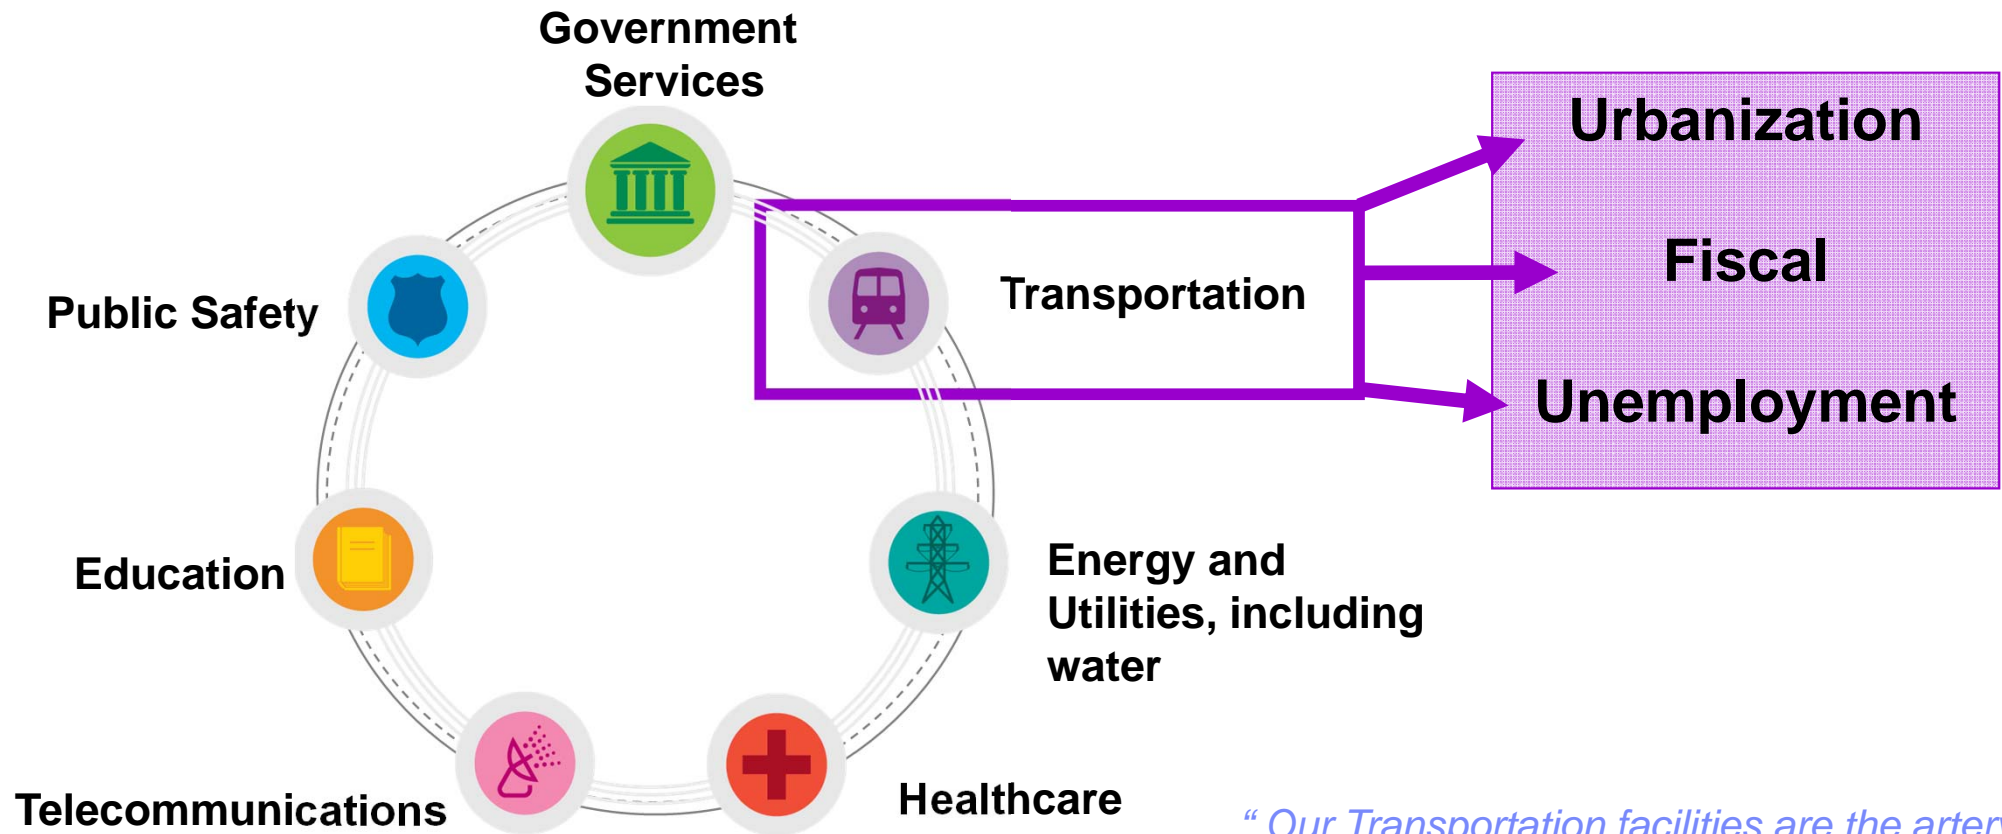 Government
Services
Urbanization
Fiscal
Unemployment
Transportation
Public Safety
Education
Energy and
Utilities, including
water
Telecommunications
Healthcare
“ Our Transportation facilities are the artery